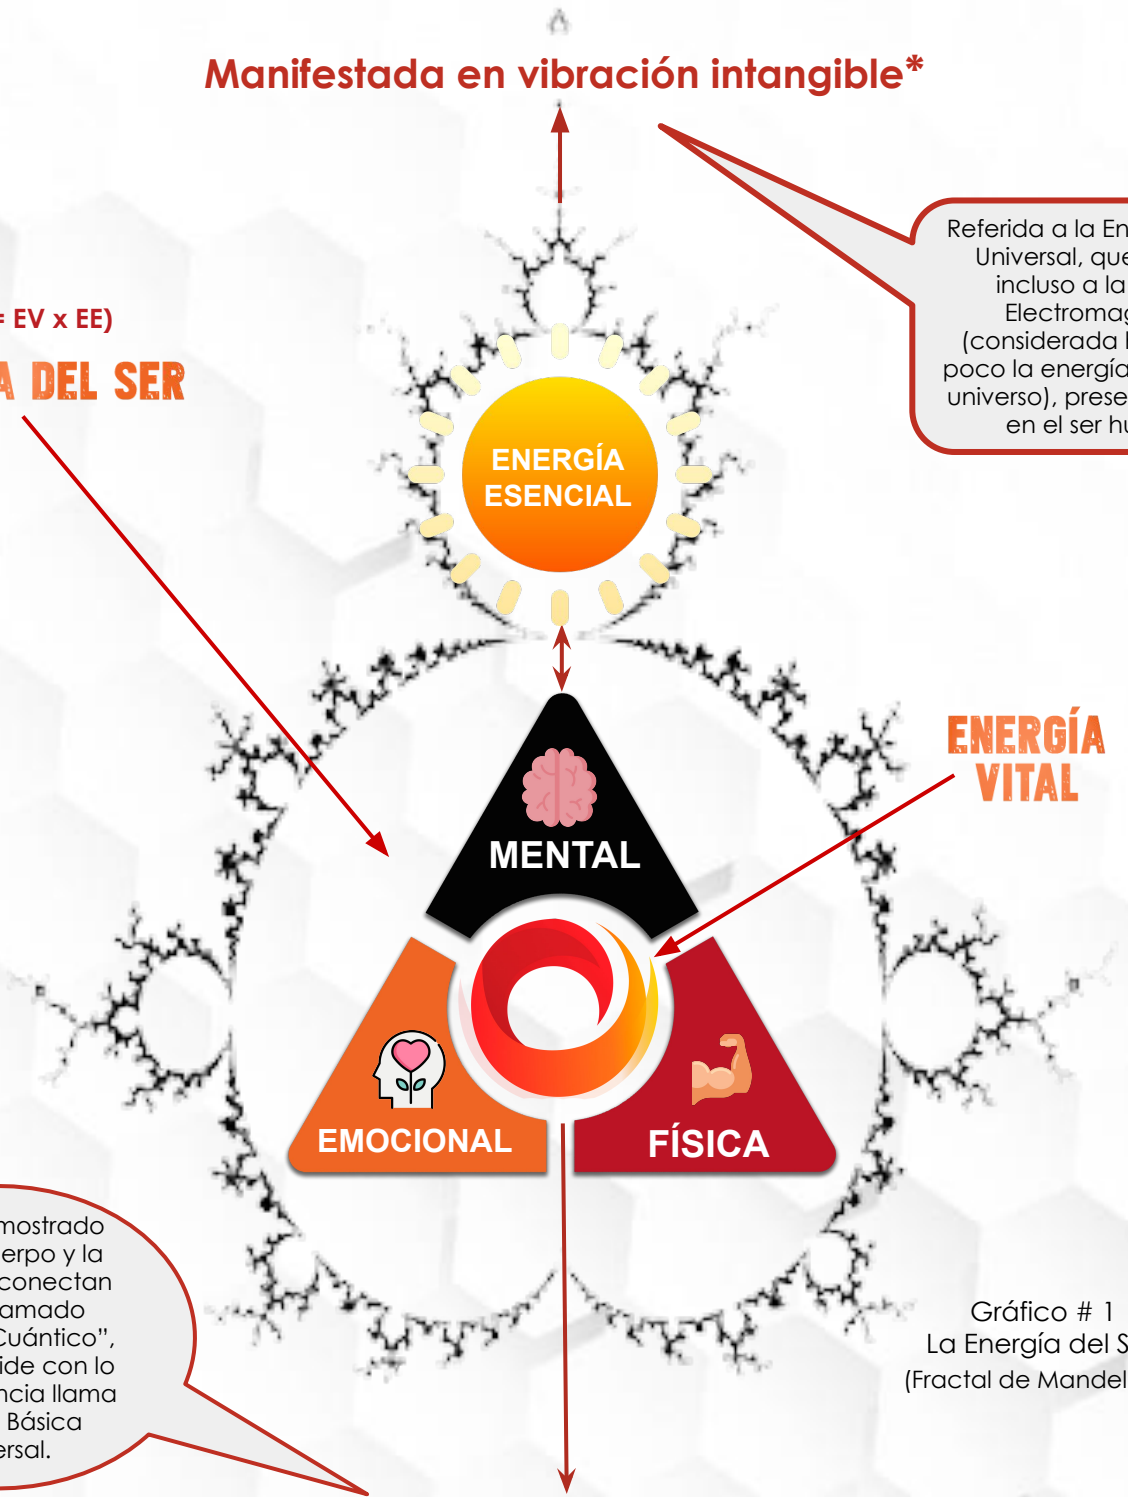 Manifestada en vibración intangible*
Referida a la En
Universal, que
incluso a la
Electromag
(considerada
poco la energía
universo), prese
en el ser hu
= EV x EE)
A DEL SER
ENERGÍA
ESENCIAL
ENERGÍA
VITAL
MENTAL
EMOCIONAL
FÍSICA
mostrado
erpo y la
conectan
amado
Cuántico”,
ide con lo
ncia llama
Básica
ersal.
Gráfico # 1
La Energía del S
(Fractal de Mandel